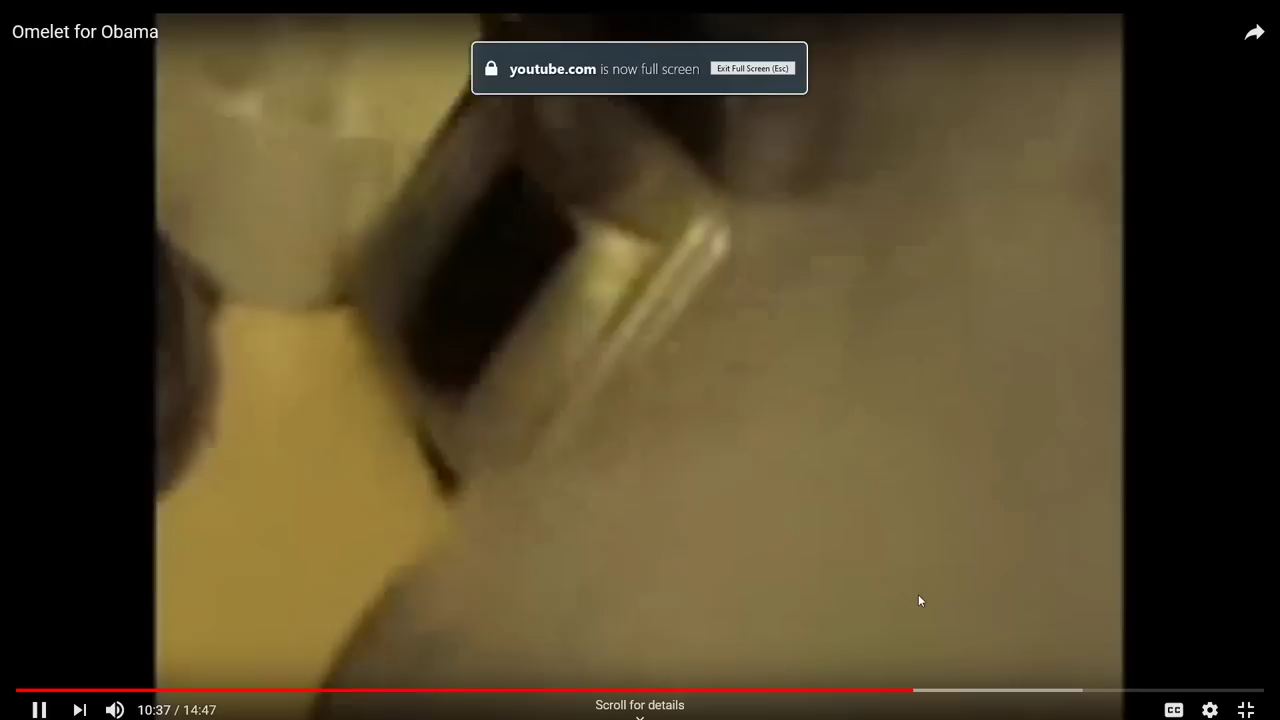 Omelet for Obama
youtube.com is now full screen
Exit Full Screen (Esc)
Scroll for details
10:37 / 14:47
CC